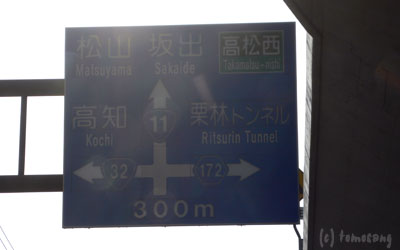 松山 坂出 高松西
Matsuyama Sakaide Takamatsu-nishi
11
高知 栗林トンネル
Kochi Ritsurin Tunnel
32 172
300m
(c) tomotang